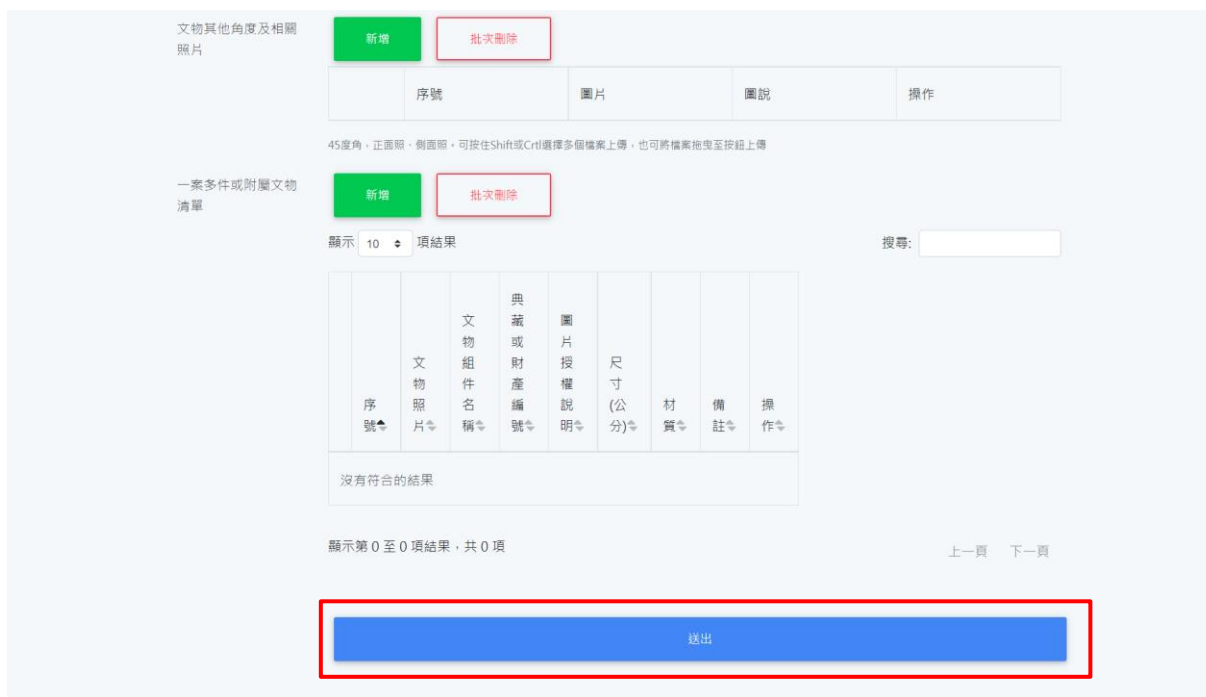 文物其他角度及相關
照片
新增 批次刪除
序號 圖片 圖說 操作
45度角、正面照、側面照。可按住Shift或Crtl選擇多個檔案上傳，也可將檔案拖曳至按鈕上傳
一案多件或附屬文物
清單
新增 批次刪除
顯示 10 項結果 搜尋:
序號 文物照片 文物組件名稱 典藏或財產編號 圖片授權說明 尺寸(公分) 材質 備註 操作
沒有符合的結果
顯示第 0 至 0 項結果，共 0 項
上一頁 下一頁
送出